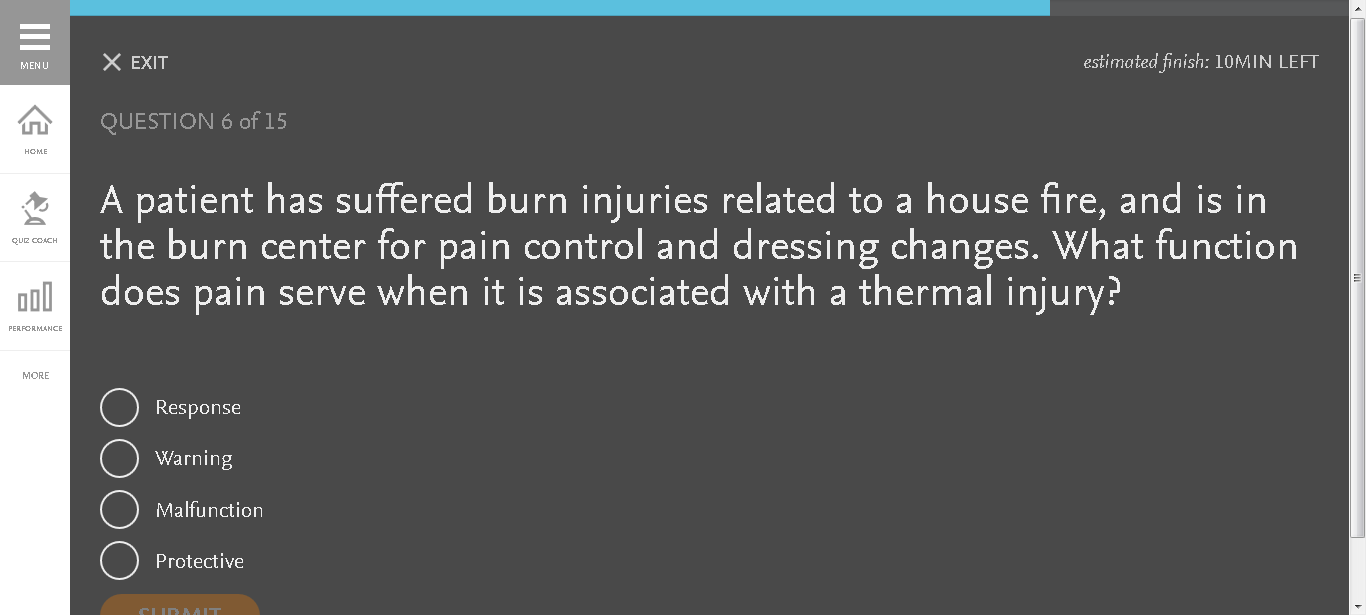 MENU
HOME
QUIZ COACH
PERFORMANCE
MORE
EXIT
estimated finish: 10MIN LEFT
QUESTION 6 of 15
A patient has suffered burn injuries related to a house fire, and is in
the burn center for pain control and dressing changes. What function
does pain serve when it is associated with a thermal injury?
Response
Warning
Malfunction
Protective
SUBMIT